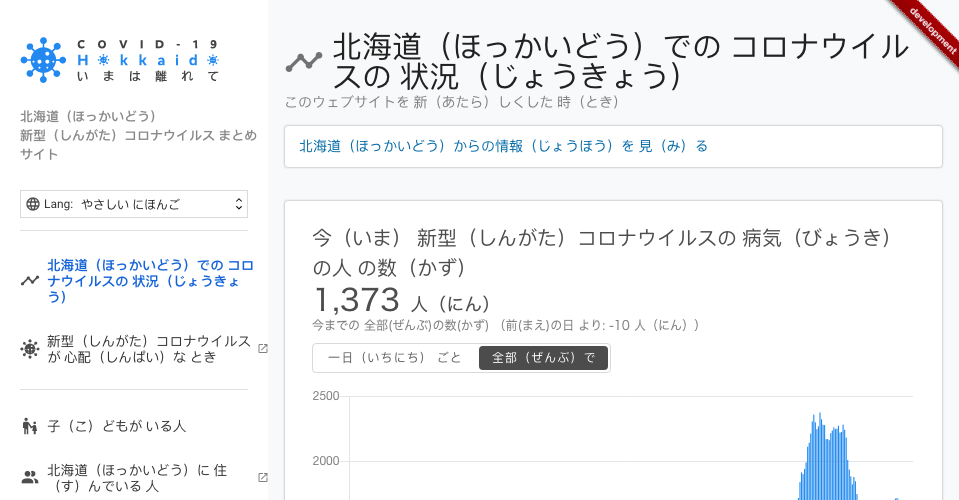 COVID-19
Hokkaido
いまは離れて
北海道（ほっかいどう）
新型（しんがた）コロナウイルス まとめ
サイト
Lang: やさしい にほんご
北海道（ほっかいどう）での コロ
ナウイルスの 状況（じょうきょ
う）
新型（しんがた）コロナウイルス
が 心配（しんぱい）な とき
子（こ）どもが いる人
北海道（ほっかいどう）に 住
（す）んでいる 人
development
北海道（ほっかいどう）での コロナウイル
スの 状況（じょうきょう）
このウェブサイトを 新（あたら）しくした 時（とき）
北海道（ほっかいどう）からの情報（じょうほう）を 見（み）る
今（いま） 新型（しんがた）コロナウイルスの 病気（びょうき）
の人 の数（かず）
1,373 人（にん）
今までの 全部(ぜんぶ)の数(かず) （前(まえ)の日 より: -10 人（にん））
一日（いちにち） ごと
全部（ぜんぶ）で
2500
2000